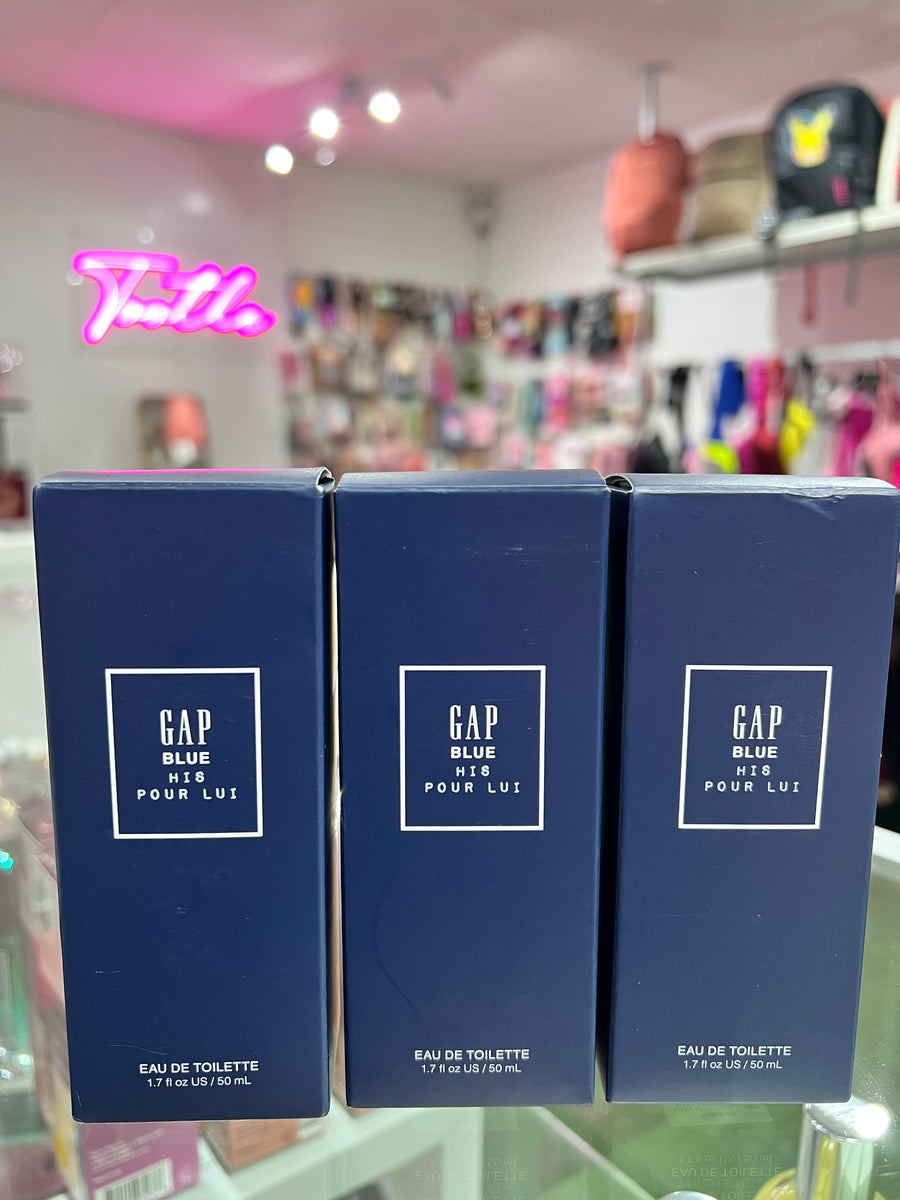 GAP
BLUE
HIS
POUR LUI
EAU DE TOILETTE
1.7 fl oz US / 50 mL
GAP
BLUE
HIS
POUR LUI
EAU DE TOILETTE
1.7 fl oz US / 50 mL
GAP
BLUE
HIS
POUR LUI
EAU DE TOILETTE
1.7 fl oz US / 50 mL